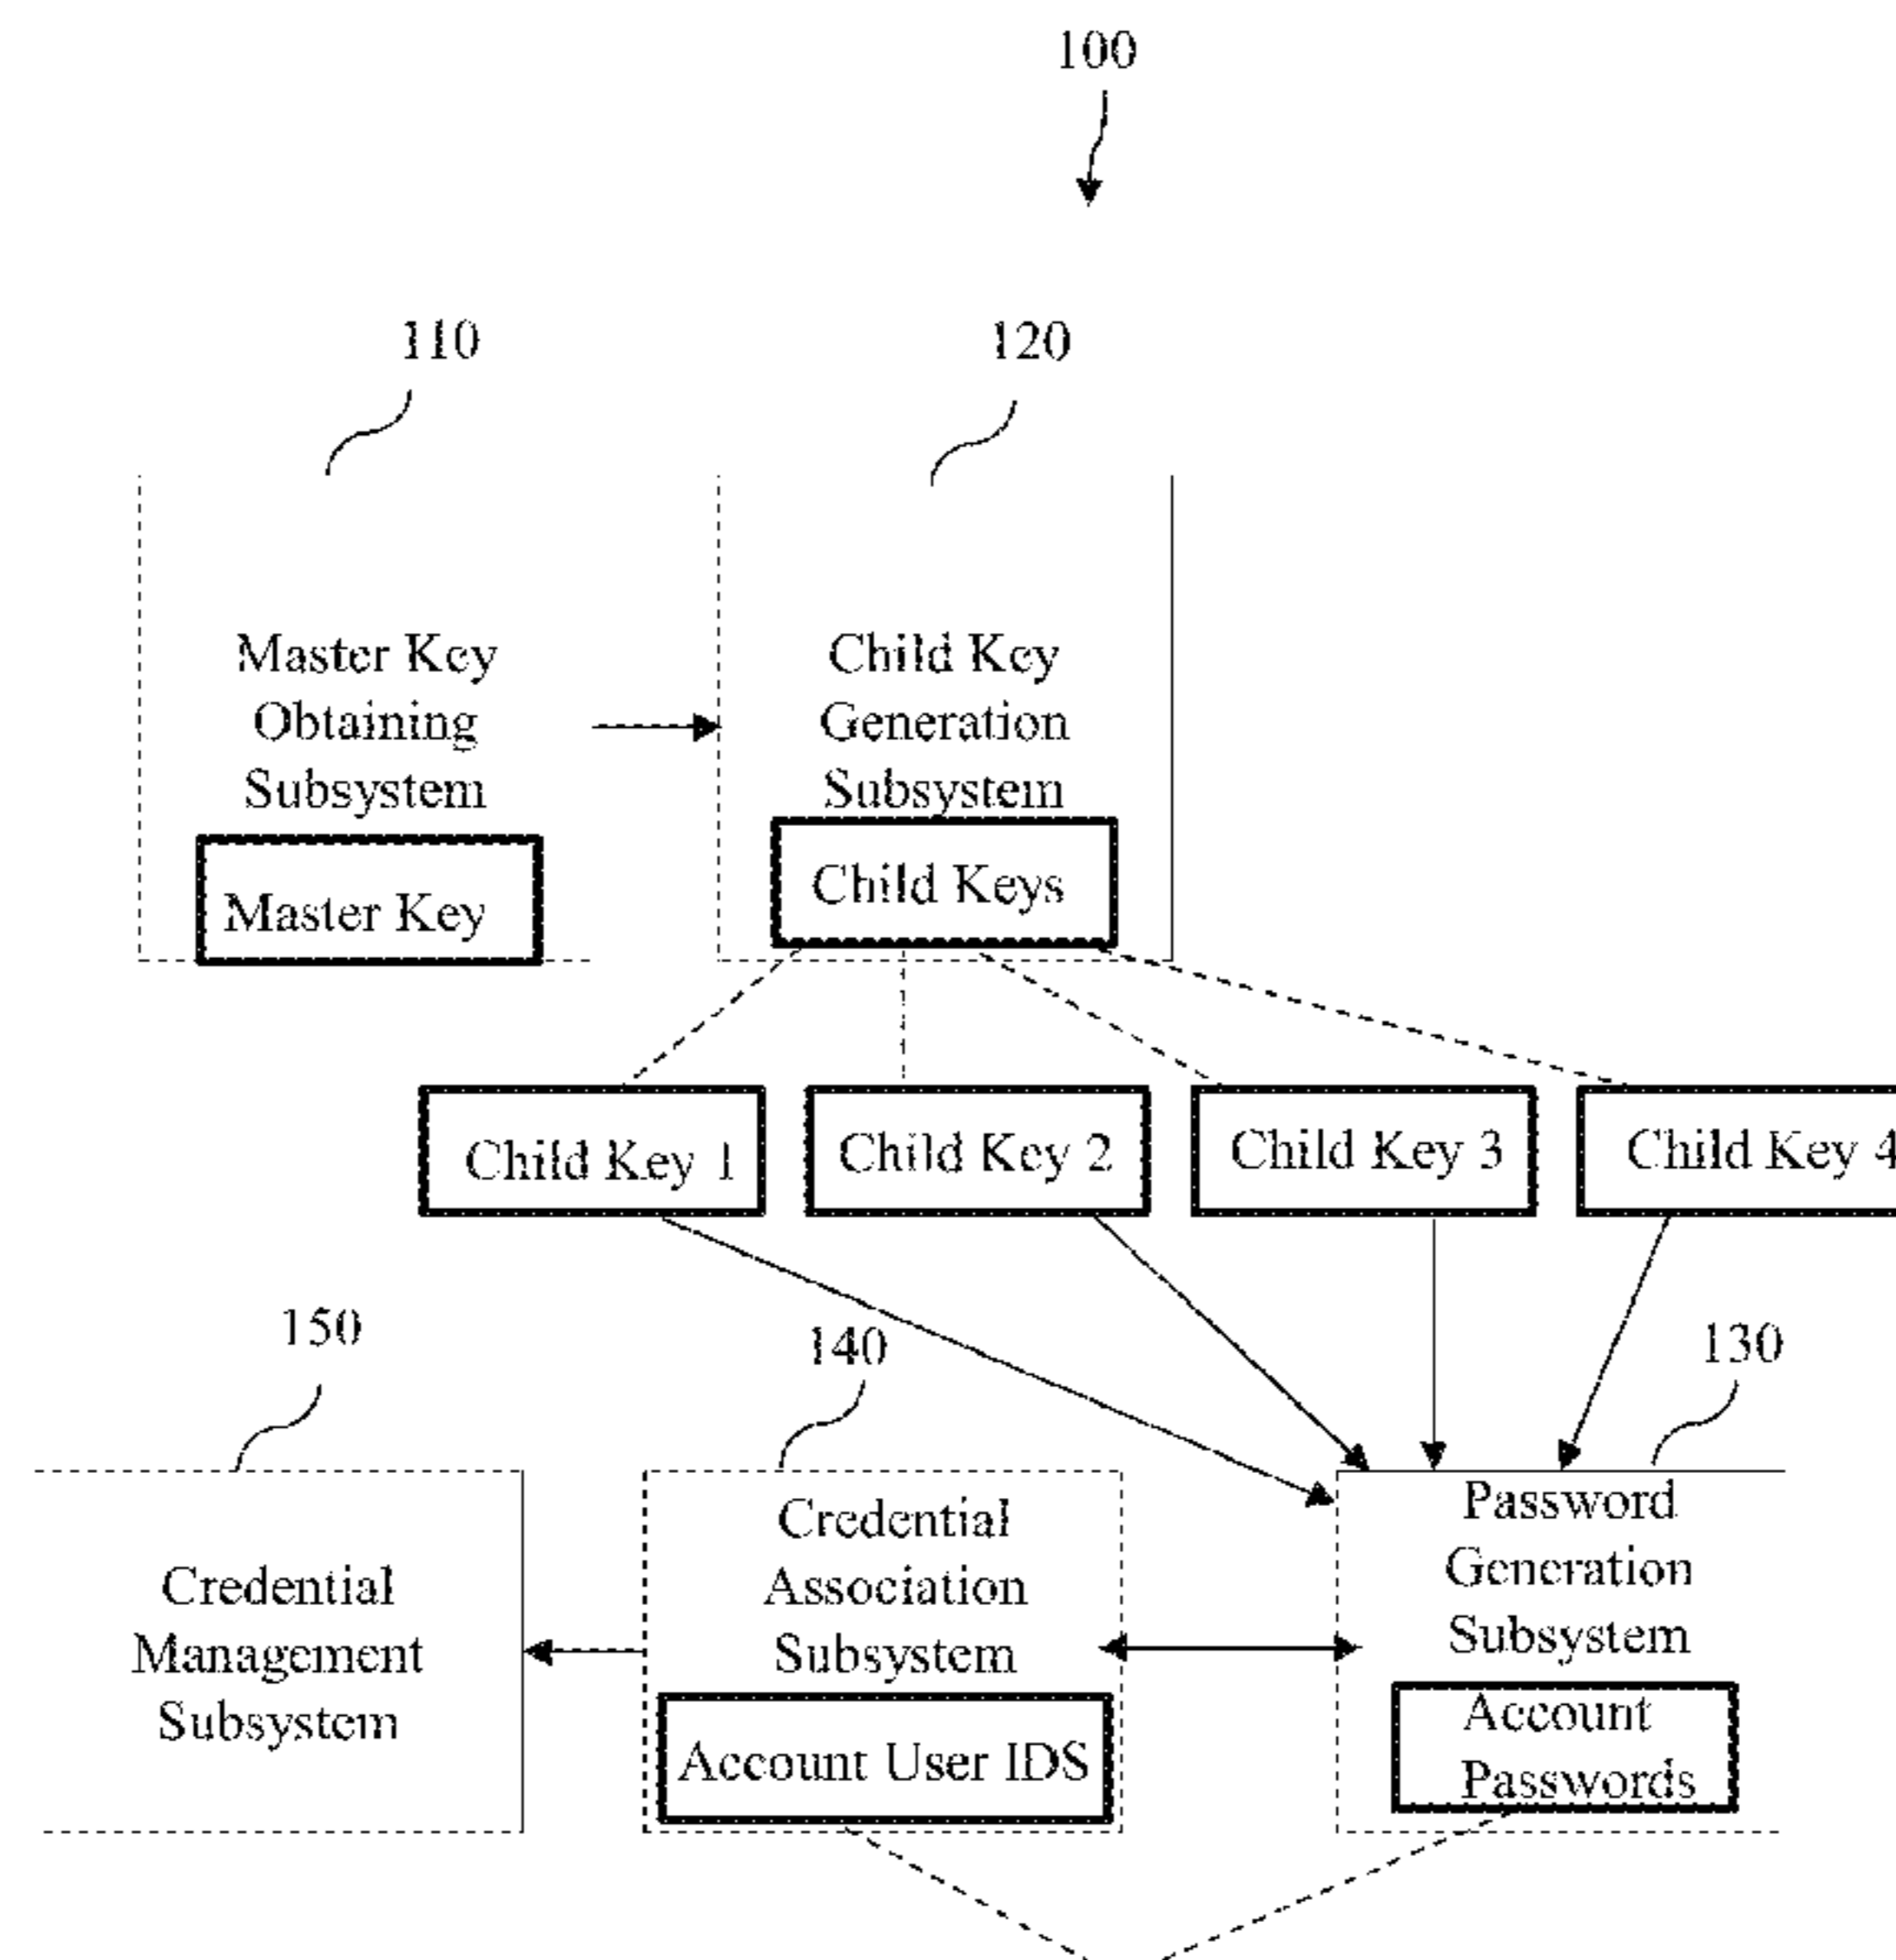 100
110
120
Master Key
Obtaining
Subsystem
Master Key
Child Key
Generation
Subsystem
Child Keys
Child Key 1
Child Key 2
Child Key 3
Child Key 4
150
140
130
Credential
Management
Subsystem
Credential
Association
Subsystem
Account User IDS
Password
Generation
Subsystem
Account
Passwords